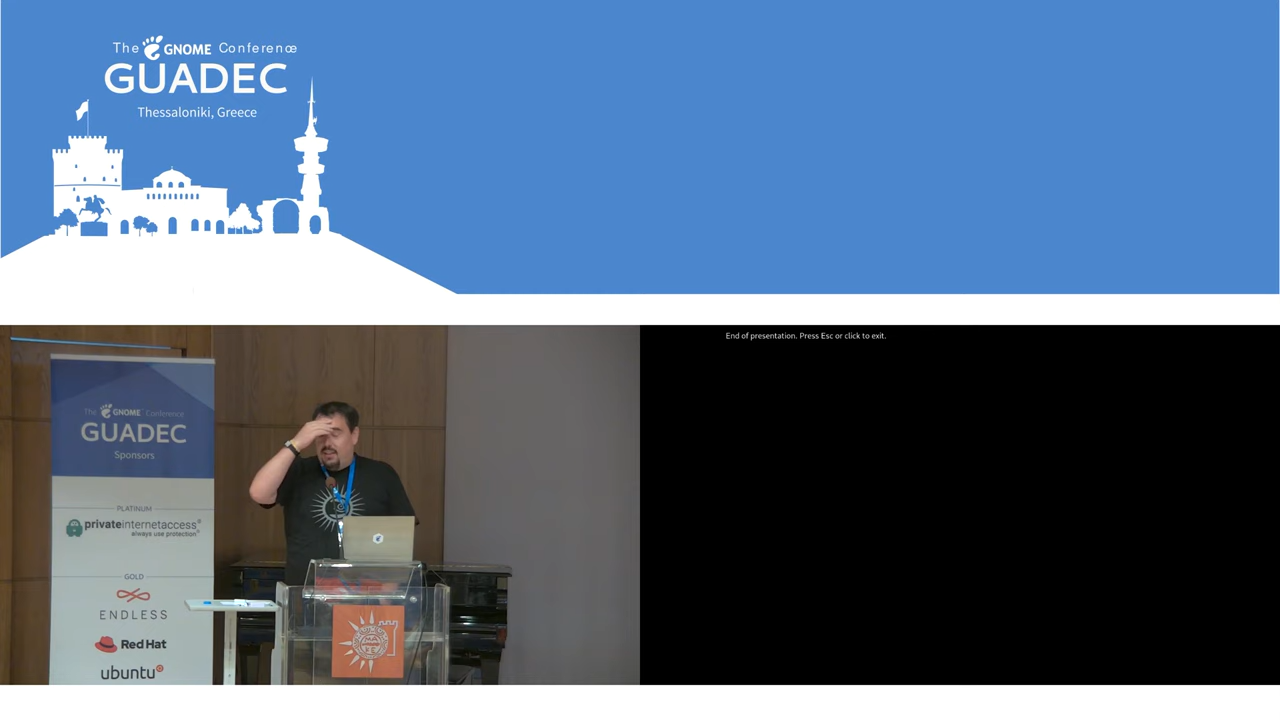 The GNOME Conference
GUADEC
Thessaloniki, Greece
End of presentation. Press Esc or click to exit.
The GNOME Conference
GUADEC
Sponsors
PLATINUM
privateinternetaccess®
always use protection®
GOLD
ENDLESS
Red Hat
ubuntu